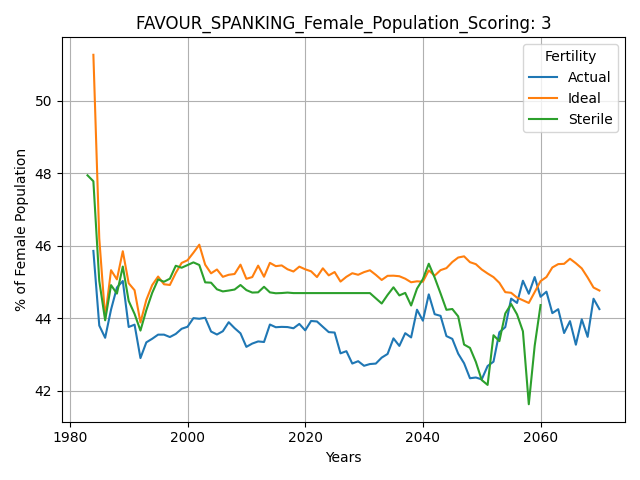 FAVOUR_SPANKING_Female_Population_Scoring: 3
Fertility
Actual
Ideal
Sterile
% of Female Population
50
48
46
44
42
1980
2000
2020
2040
2060
Years